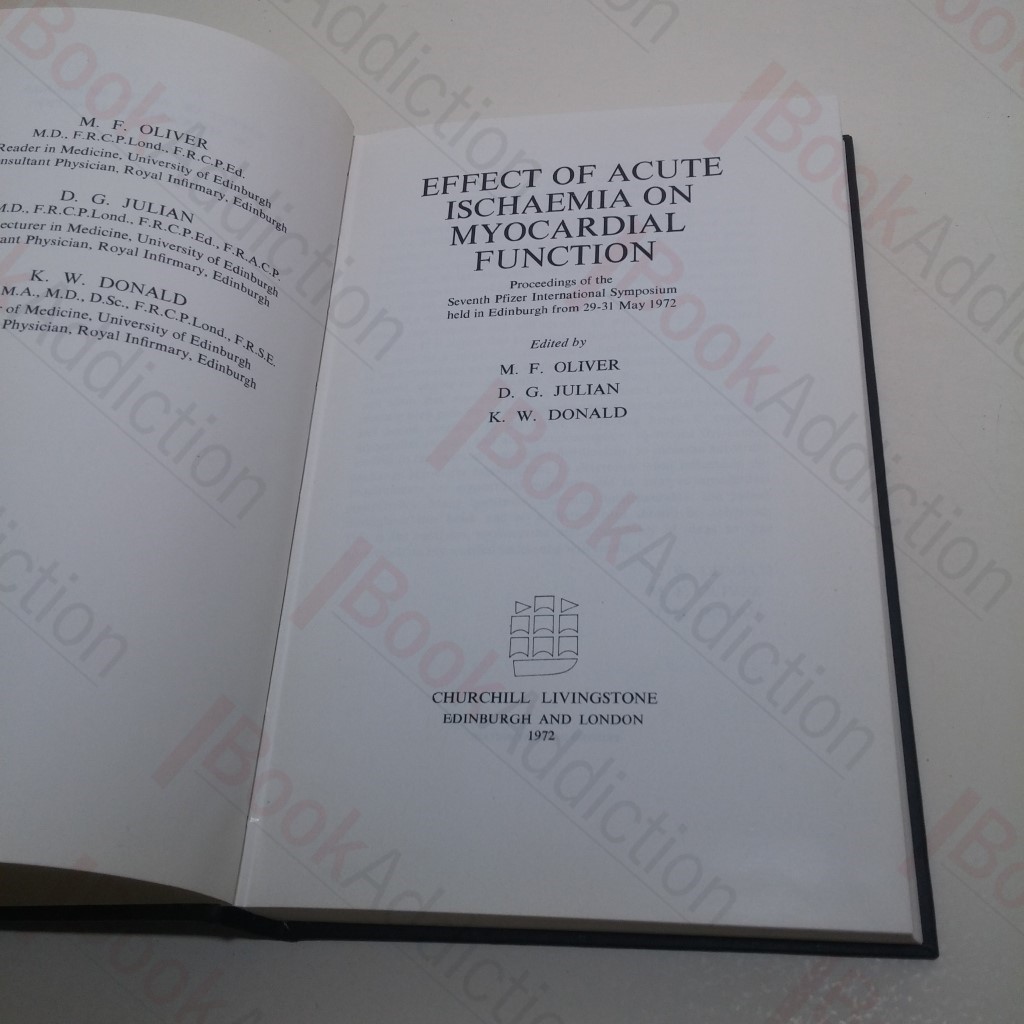 M. F. OLIVER
M.D., F.R.C.P.Lond., F.R.C.P.Ed.
Reader in Medicine, University of Edinburgh
Physician, Royal Infirmary, Edinburgh
D. G. JULIAN
M.D., F.R.C.P.Lond., F.R.C.P.Ed., F.R.A.C.P.
in Medicine, University of Edinburgh
Physician, Royal Infirmary, Edinburgh
K. W. DONALD
M.A., M.D., D.Sc., F.R.C.P.Lond., F.R.S.E.
of Medicine, University of Edinburgh
Physician, Royal Infirmary, Edinburgh
EFFECT OF ACUTE
ISCHAEMIA ON
MYOCARDIAL
FUNCTION
Proceedings of the
Seventh Pfizer International Symposium
held in Edinburgh from 29-31 May 1972
Edited by
M. F. OLIVER
D. G. JULIAN
K. W. DONALD
CHURCHILL LIVINGSTONE
EDINBURGH AND LONDON
1972
BookAddiction